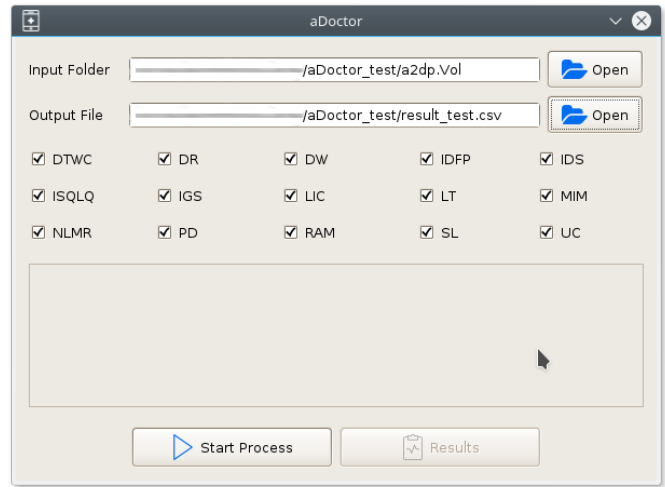 aDoctor
Input Folder /aDoctor_test/a2dp.Vol Open
Output File /aDoctor_test/result_test.csv Open
DTWC DR DW IDFP IDS
ISQLQ IGS LIC LT MIM
NLMR PD RAM SL UC
Start Process Results